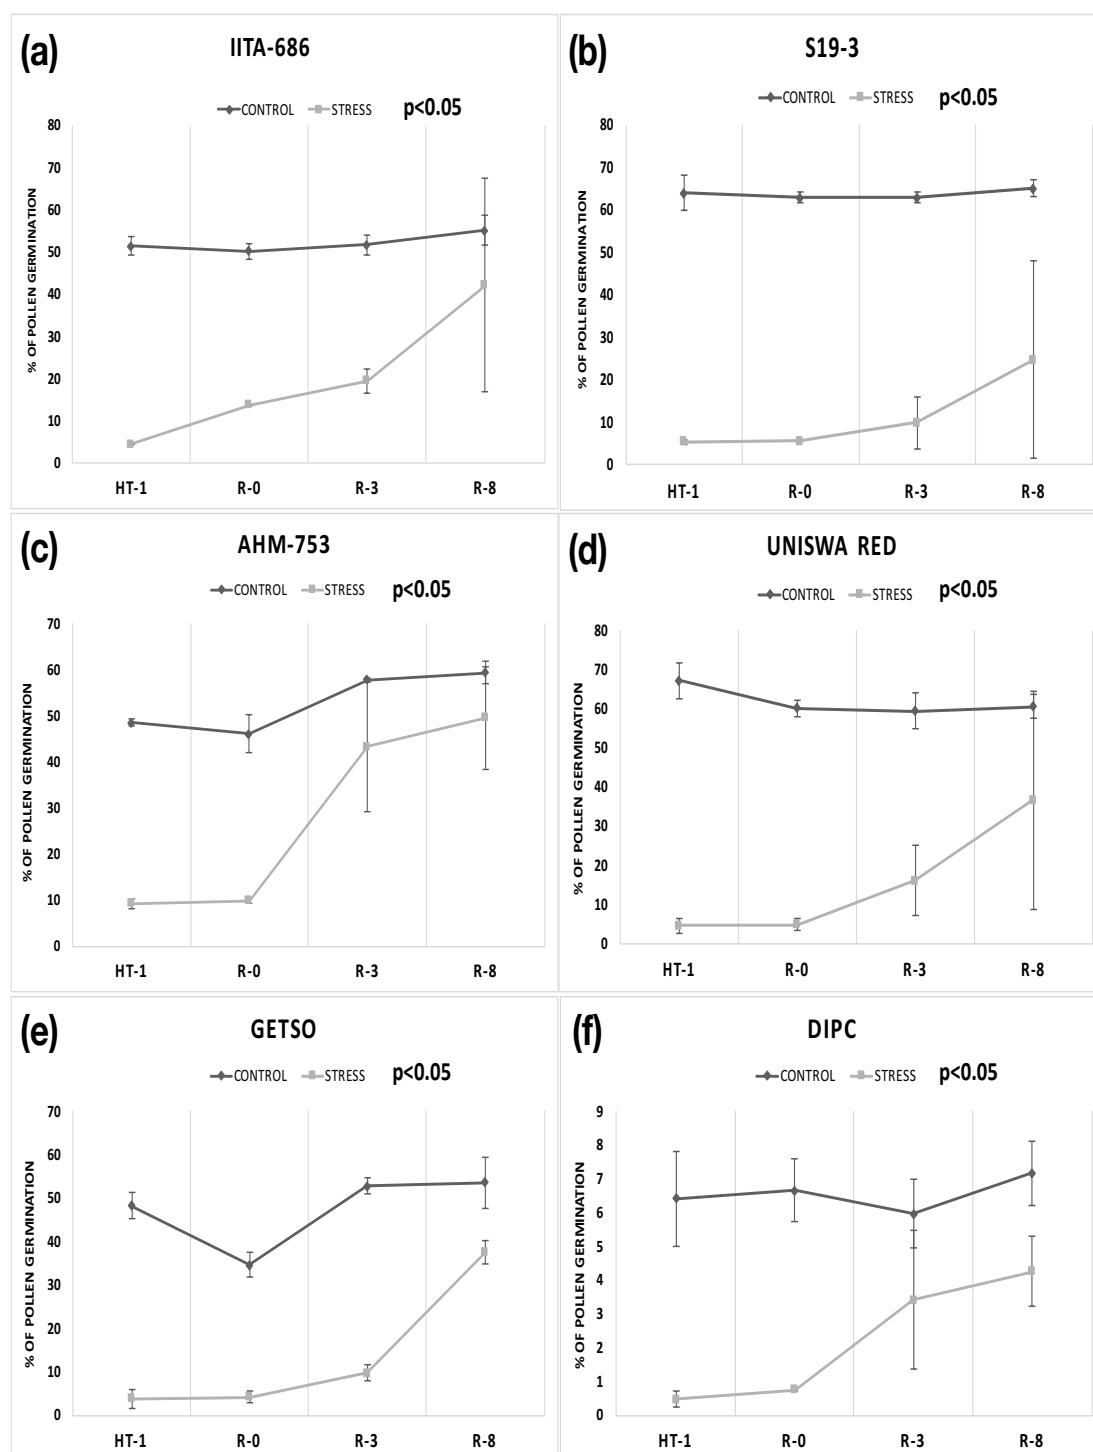 (a) IITA-686
CONTROL STRESS p<0.05
% OF POLLEN GERMINATION
80
70
60
50
40
30
20
10
0
HT-1 R-0 R-3 R-8
(b) S19-3
CONTROL STRESS p<0.05
% OF POLLEN GERMINATION
80
70
60
50
40
30
20
10
0
HT-1 R-0 R-3 R-8
(c) AHM-753
CONTROL STRESS p<0.05
% OF POLLEN GERMINATION
70
60
50
40
30
20
10
0
HT-1 R-0 R-3 R-8
(d) UNISWA RED
CONTROL STRESS p<0.05
% OF POLLEN GERMINATION
80
70
60
50
40
30
20
10
0
HT-1 R-0 R-3 R-8
(e) GETSO
CONTROL STRESS p<0.05
% OF POLLEN GERMINATION
70
60
50
40
30
20
10
0
HT-1 R-0 R-3 R-8
(f) DIPC
CONTROL STRESS p<0.05
% OF POLLEN GERMINATION
9
8
7
6
5
4
3
2
1
0
HT-1 R-0 R-3 R-8